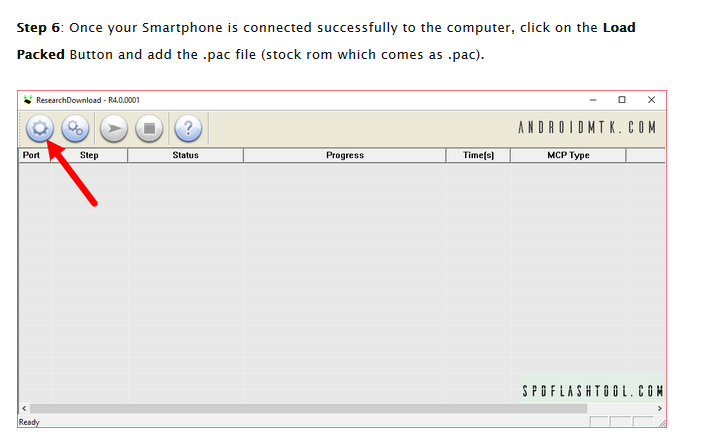 Step 6: Once your Smartphone is connected successfully to the computer, click on the Load
Packed Button and add the .pac file (stock rom which comes as .pac).
ResearchDownload - R4.0.0001
ANDROIDMTK.COM
Port Step Status Progress Time(s) MCP Type
SPDFLASHTOOL.COM
Ready